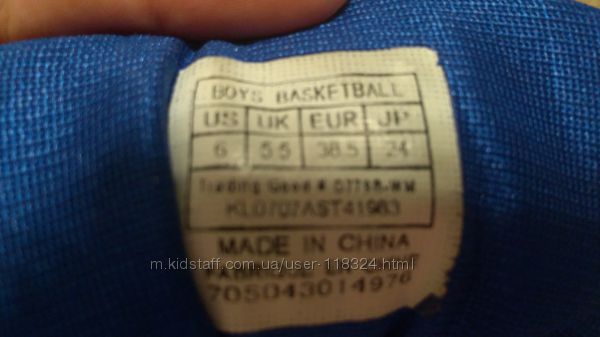 BOYS BASKETBALL
US UK EUR JP
6 5.5 38.5 24
KL0707AST41983
MADE IN CHINA
m.kidstaff.com.ua/user-118324.html
70504301497